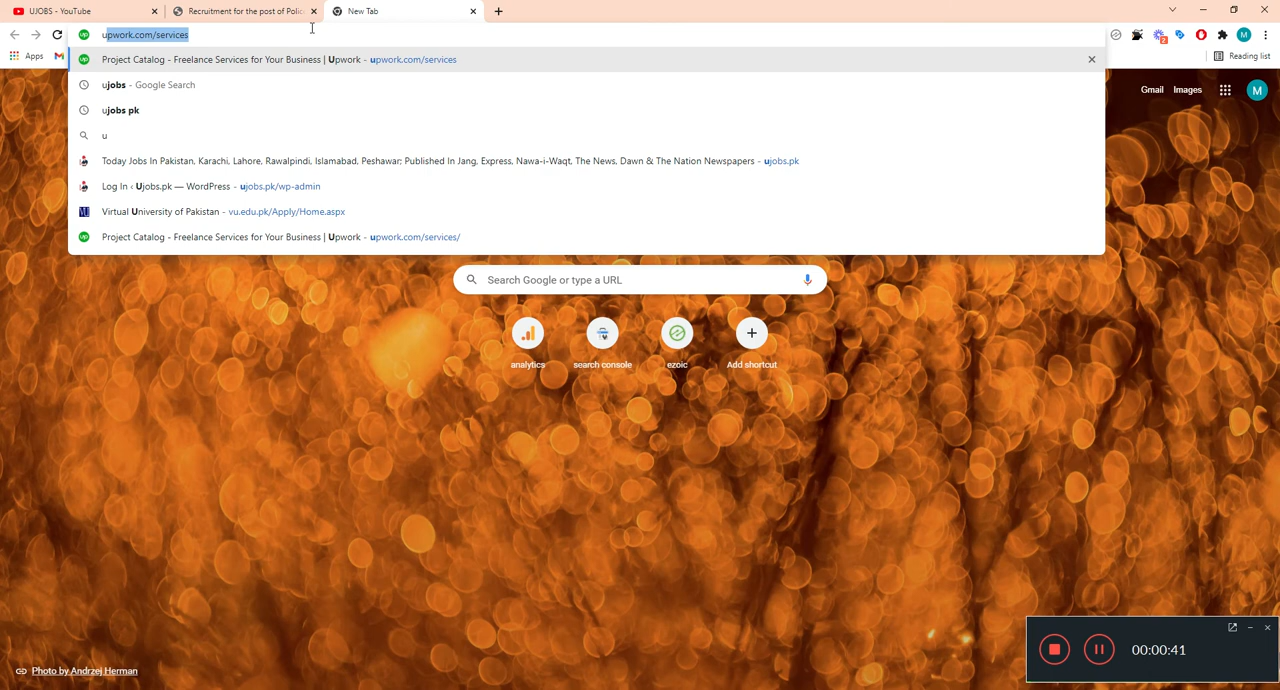 UJOBS - YouTube
Recruitment for the post of Polic
New Tab
upwork.com/services
2
M
Apps
Reading list
Project Catalog - Freelance Services for Your Business | Upwork - upwork.com/services
ujobs - Google Search
ujobs pk
u
Today Jobs In Pakistan, Karachi, Lahore, Rawalpindi, Islamabad, Peshawar; Published In Jang, Express, Nawa-i-Waqt, The News, Dawn & The Nation Newspapers - ujobs.pk
Log In ‹ Ujobs.pk — WordPress - ujobs.pk/wp-admin
Virtual University of Pakistan - vu.edu.pk/Apply/Home.aspx
Project Catalog - Freelance Services for Your Business | Upwork - upwork.com/services/
Gmail Images M
Search Google or type a URL
analytics search console ezoic Add shortcut
00:00:41
Photo by Andrzej Herman